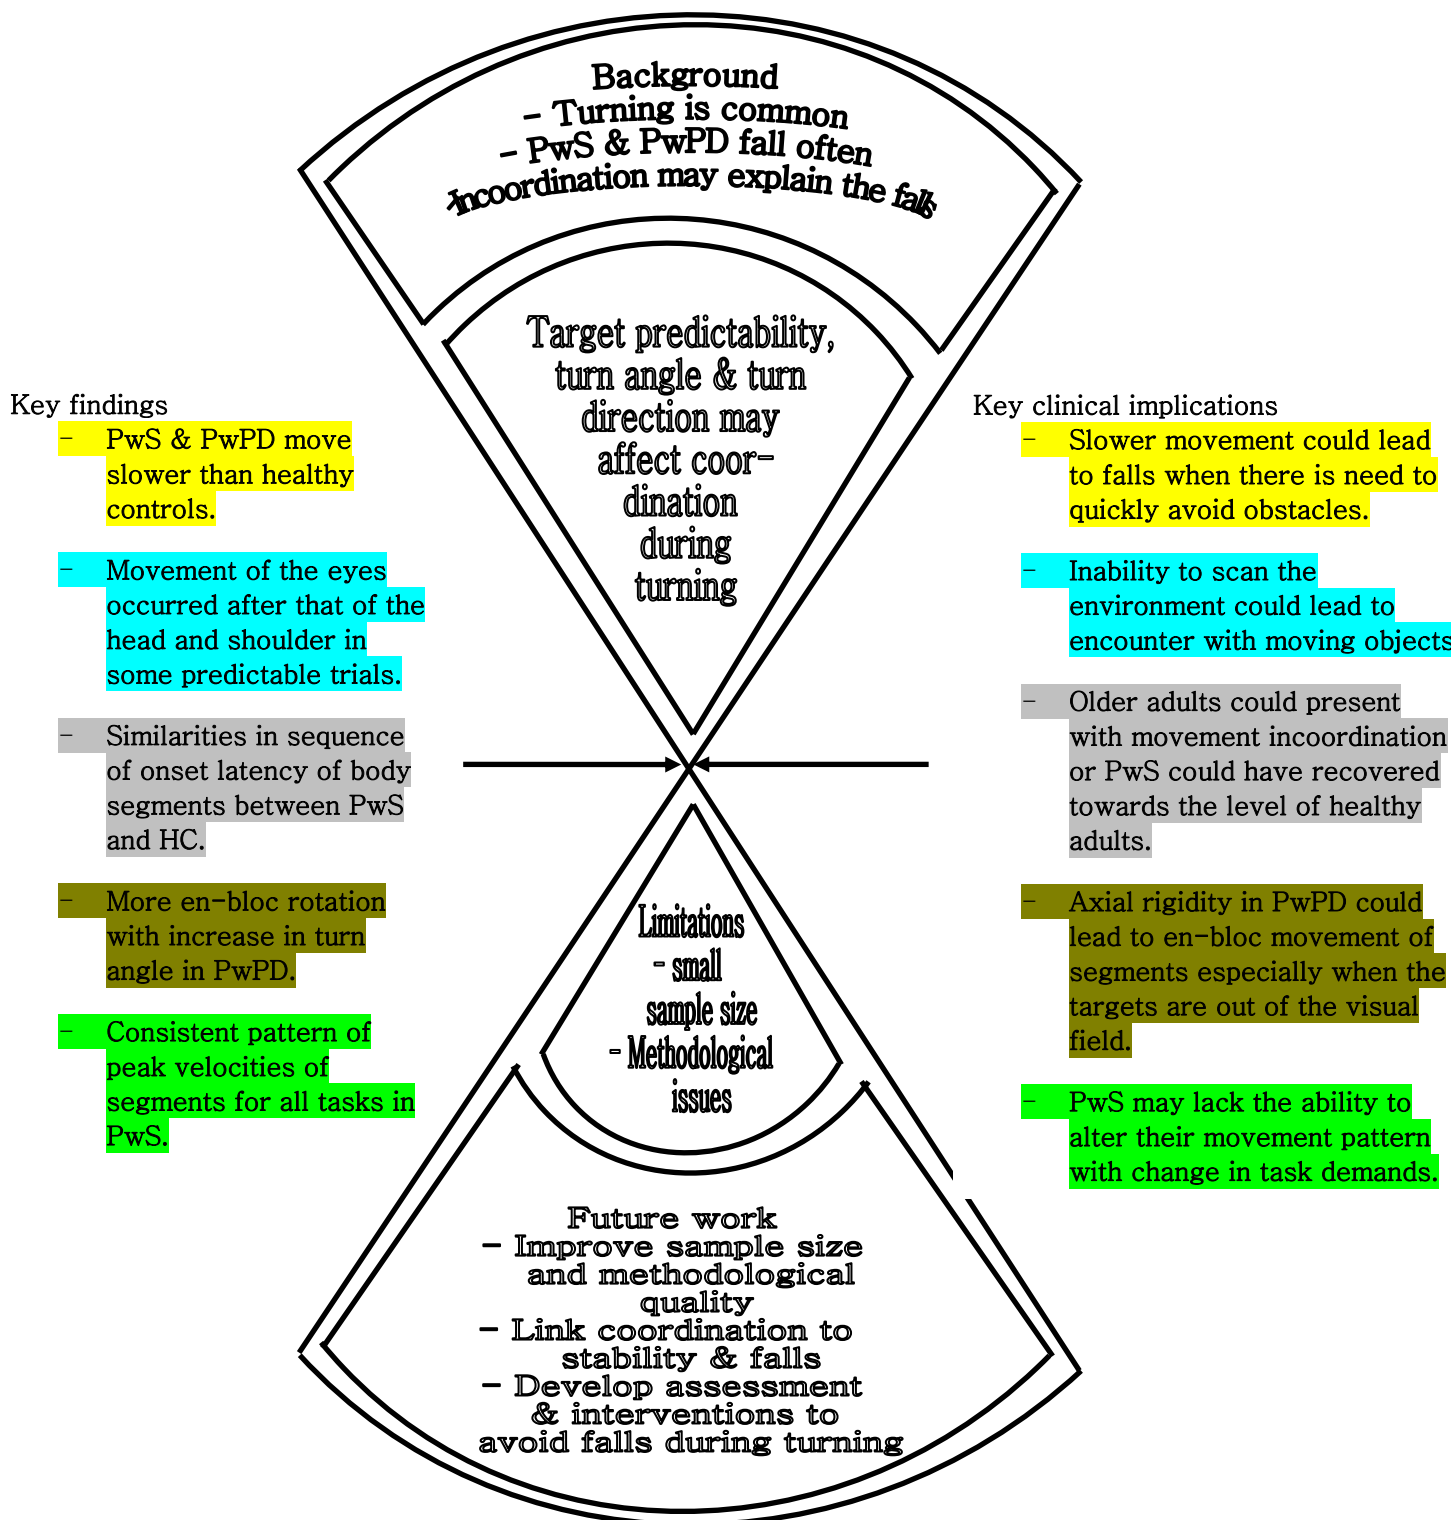 Background
- Turning is common
- PwS & PwPD fall often
-Incoordination may explain the falls
Target predictability,
turn angle & turn
direction may
affect coor-
dination
during
turning
Key findings
- PwS & PwPD move
slower than healthy
controls.
- Movement of the eyes
occurred after that of the
head and shoulder in
some predictable trials.
- Similarities in sequence
of onset latency of body
segments between PwS
and HC.
- More en-bloc rotation
with increase in turn
angle in PwPD.
- Consistent pattern of
peak velocities of
segments for all tasks in
PwS.
Key clinical implications
- Slower movement could lead
to falls when there is need to
quickly avoid obstacles.
- Inability to scan the
environment could lead to
encounter with moving objects
- Older adults could present
with movement incoordination
or PwS could have recovered
towards the level of healthy
adults.
- Axial rigidity in PwPD could
lead to en-bloc movement of
segments especially when the
targets are out of the visual
field.
- PwS may lack the ability to
alter their movement pattern
with change in task demands.
Limitations
- small
sample size
- Methodological
issues
Future work
- Improve sample size
and methodological
quality
- Link coordination to
stability & falls
- Develop assessment
& interventions to
avoid falls during turning